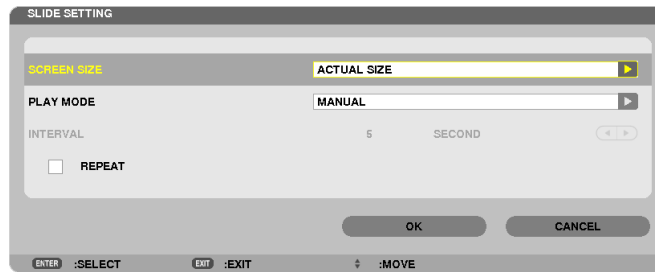 SLIDE SETTING
SCREEN SIZE ACTUAL SIZE
PLAY MODE MANUAL
INTERVAL 5 SECOND
REPEAT
OK CANCEL
ENTER :SELECT EXIT :EXIT :MOVE